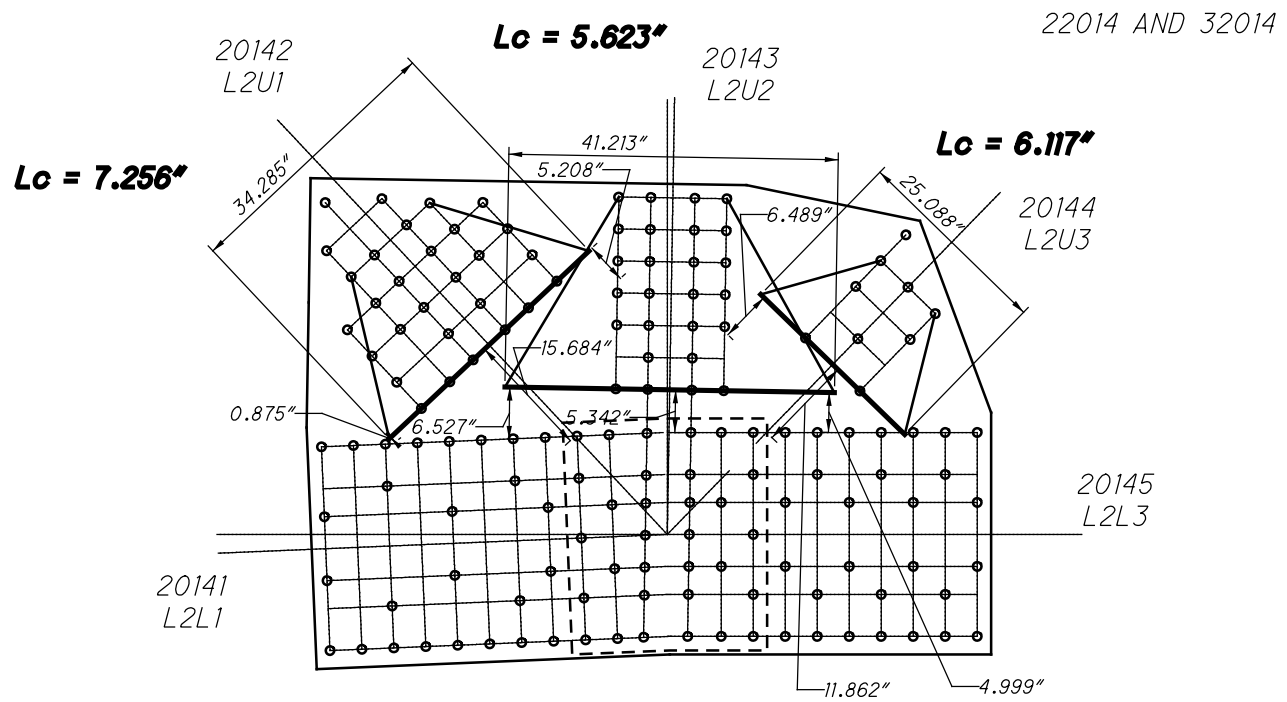 22014 AND 32014
Lc = 5.623"
20142
L2U1
20143
L2U2
Lc = 6.117"
41.213"
5.208"
Lc = 7.256"
34.285"
25.088"
20144
L2U3
6.489"
15.684"
0.875"
6.527"
5.342"
20145
L2L3
20141
L2L1
11.862"
4.999"